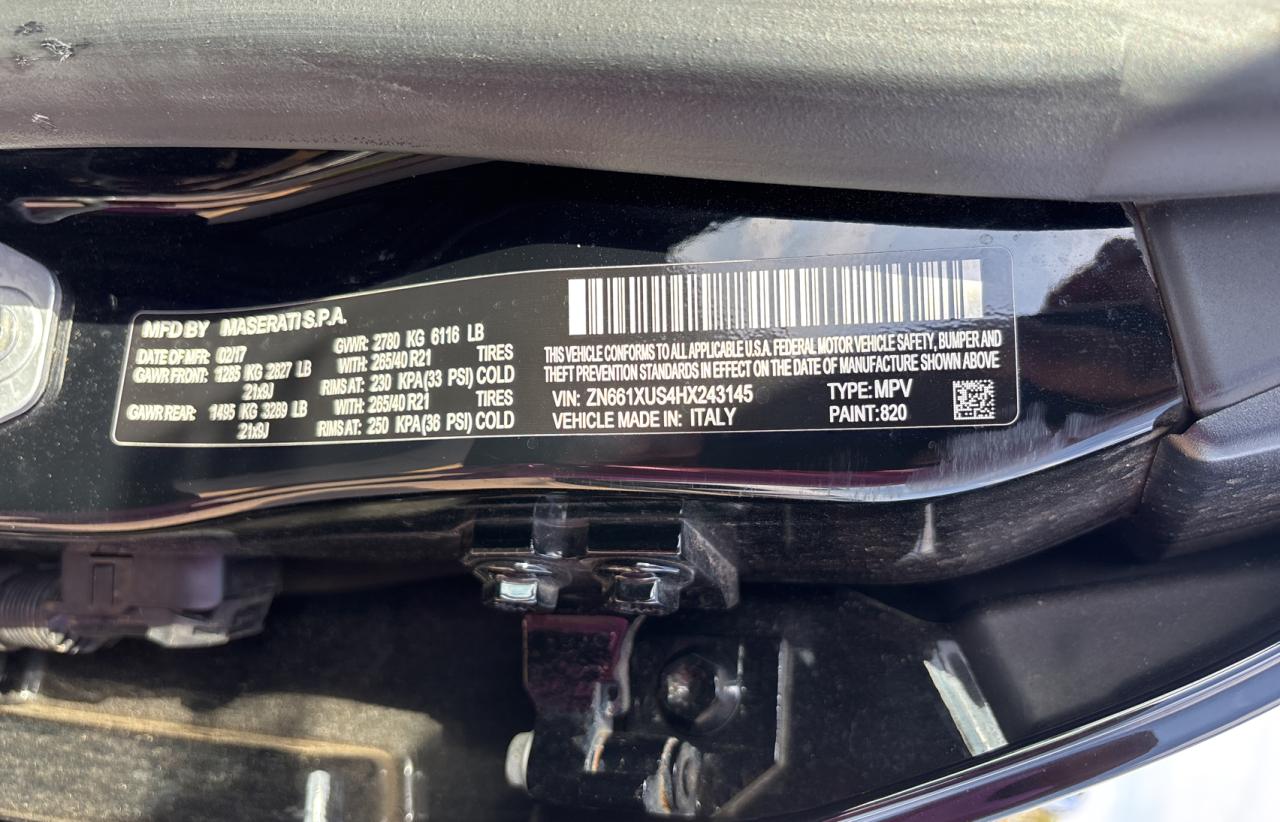 MFD BY MASERATI S.P.A.
DATE OF MFR: 02/17 GVWR: 2780 KG 6116 LB
GAWR FRONT: 1285 KG 2827 LB WITH: 265/40 R21 TIRES
21x9J RIMS AT: 230 KPA(33 PSI) COLD
GAWR REAR: 1495 KG 3289 LB WITH: 265/40 R21 TIRES
21x9J RIMS AT: 250 KPA(36 PSI) COLD
THIS VEHICLE CONFORMS TO ALL APPLICABLE U.S.A. FEDERAL MOTOR VEHICLE SAFETY, BUMPER AND
THEFT PREVENTION STANDARDS IN EFFECT ON THE DATE OF MANUFACTURE SHOWN ABOVE
VIN: ZN661XUS4HX243145 TYPE: MPV
VEHICLE MADE IN: ITALY PAINT: 820